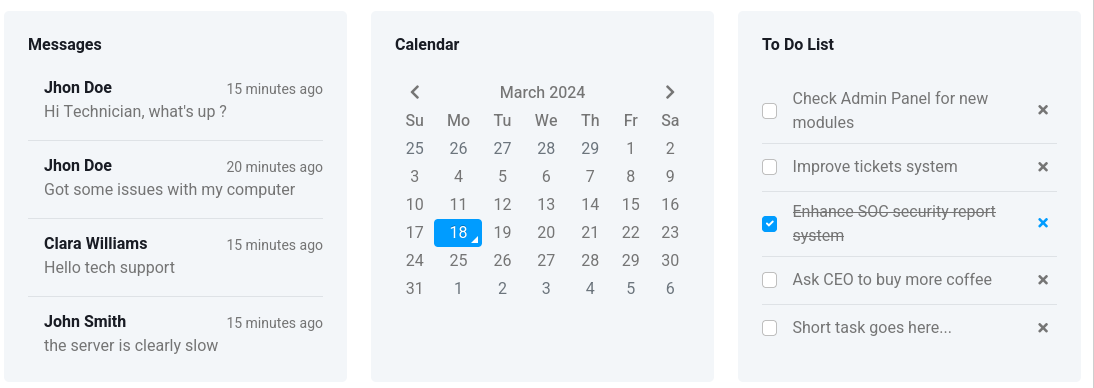 Messages
Jhon Doe 15 minutes ago
Hi Technician, what's up ?
Jhon Doe 20 minutes ago
Got some issues with my computer
Clara Williams 15 minutes ago
Hello tech support
John Smith 15 minutes ago
the server is clearly slow
Calendar
March 2024
Su Mo Tu We Th Fr Sa
25 26 27 28 29 1 2
3 4 5 6 7 8 9
10 11 12 13 14 15 16
17 18 19 20 21 22 23
24 25 26 27 28 29 30
31 1 2 3 4 5 6
To Do List
Check Admin Panel for new
modules
Improve tickets system
Enhance SOC security report
system
Ask CEO to buy more coffee
Short task goes here...